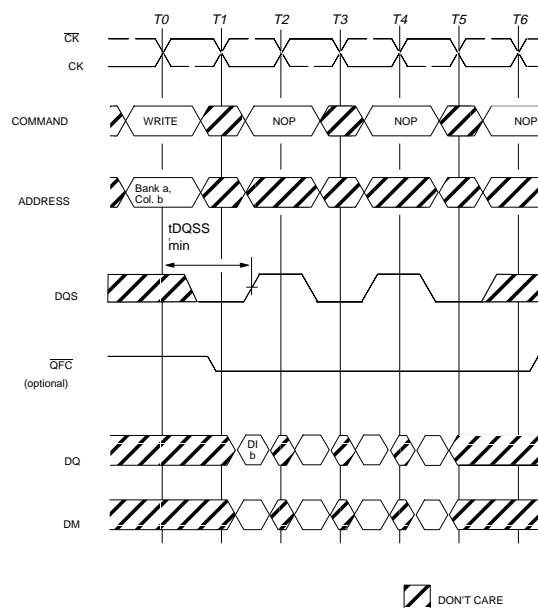 T0 T1 T2 T3 T4 T5 T6
CK
CK
COMMAND WRITE NOP NOP NOP
ADDRESS
Bank a,
Col. b
tDQSS
min
DQS
QFC
(optional)
DQ
DI
b
DM
DON'T CARE